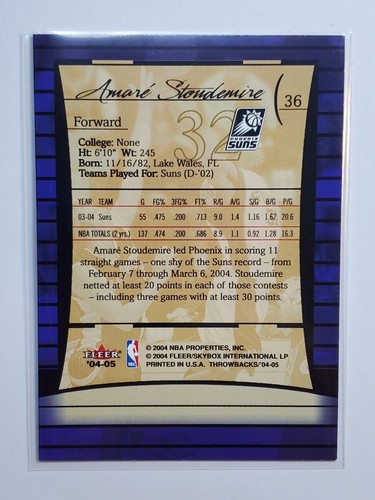 Amaré Stoudemire
36
Forward
32
PHOENIX
SUNS
College: None
Ht: 6'10" Wt: 245
Born: 11/16/82, Lake Wales, FL
Teams Played For: Suns (D-'02)
YEAR TEAM G FG% 3FG% FT% R/G A/G S/G B/G P/G
03-04 Suns 55 .475 .200 .713 9.0 1.4 1.16 1.62 20.6
NBA TOTALS (2 yrs.) 137 .474 .200 .686 8.9 1.1 .92 1.28 16.3
Amaré Stoudemire led Phoenix in scoring 11
straight games – one shy of the Suns record – from
February 7 through March 6, 2004. Stoudemire
netted at least 20 points in each of those contests
– including three games with at least 30 points.
FLEER
'04-05
NBA
© 2004 NBA PROPERTIES, INC.
© 2004 FLEER/SKYBOX INTERNATIONAL LP
PRINTED IN U.S.A. THROWBACKS/'04-05